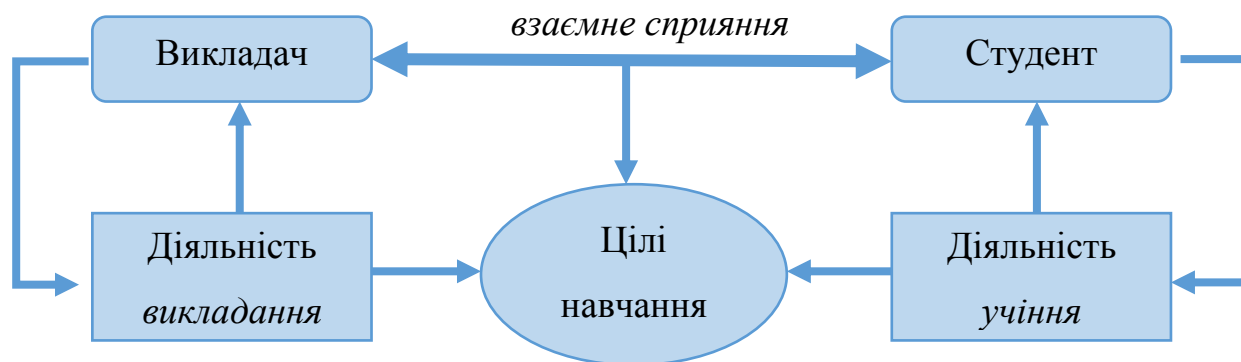 взаємне сприяння
Викладач
Студент
Діяльність
викладання
Цілі
навчання
Діяльність
учіння